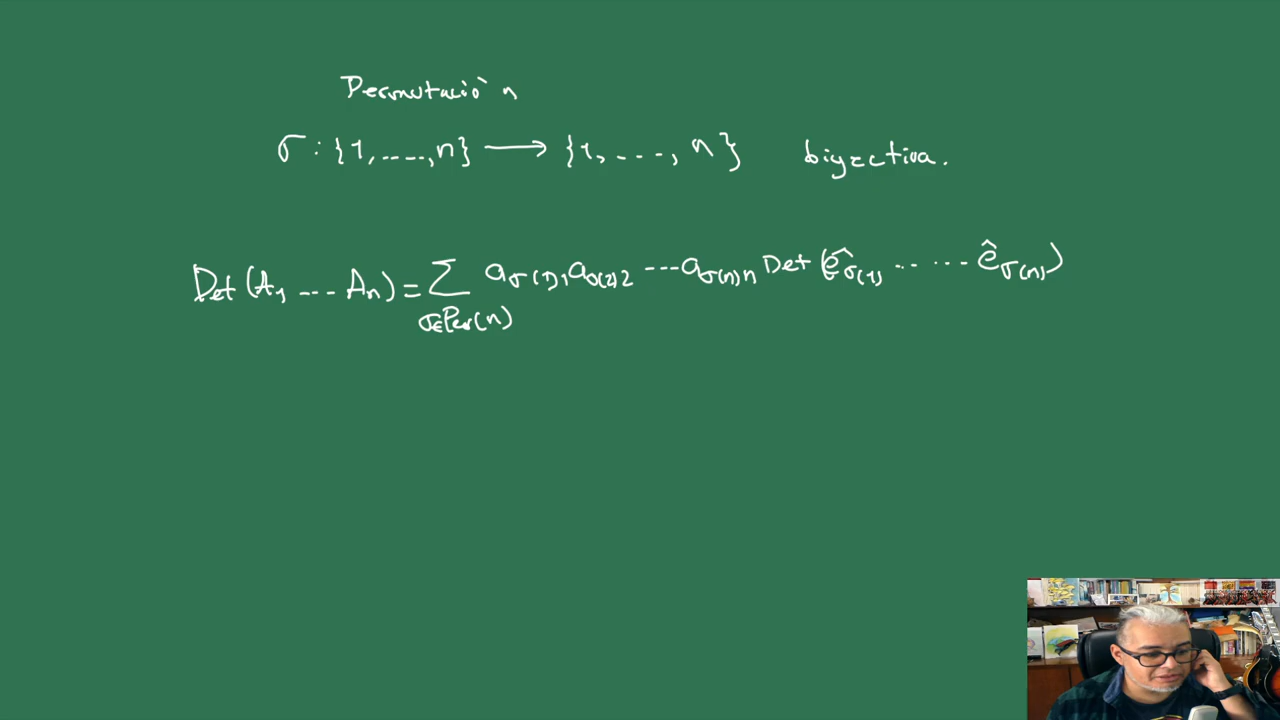 Permutación
σ : {1, ....., n} ⟶ {1, . ..., n } biyectiva.
Det (A₁ --- Aₙ) = ∑ a_σ(1)1 a_σ(2)2 --- a_σ(n)n Det (ê_σ(1) ... ... ê_σ(n))
σ∈Per(n)